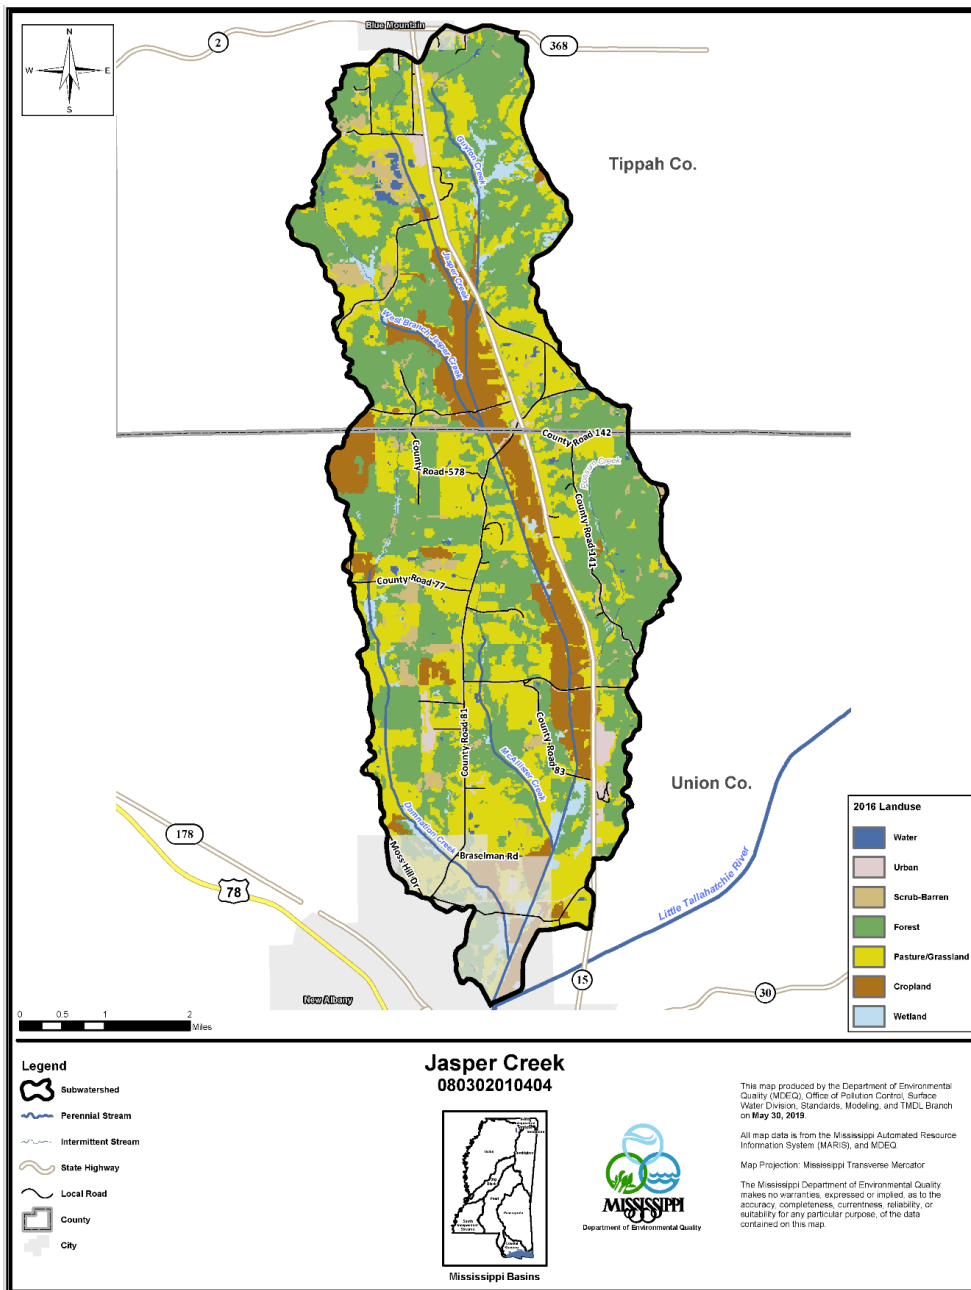 Blue Mountain
2
368
N
W E
S
Tippah Co.
Guyton Creek
Jasper Creek
West Branch Jasper Creek
County Road 142
County Road 578
County Road 141
County Road 77
County Road 81
County Road 83
McAllister Creek
Damnation Creek
Union Co.
Moss Hill Dr
Braselman Rd
178
78
Little Tallahatchie River
15
30
New Albany
0 0.5 1 2
Miles
2016 Landuse
Water
Urban
Scrub-Barren
Forest
Pasture/Grassland
Cropland
Wetland
Legend
Subwatershed
Perennial Stream
Intermittent Stream
State Highway
Local Road
County
City
Jasper Creek
080302010404
Mississippi Basins
MISSISSIPPI
Department of Environmental Quality
This map produced by the Department of Environmental
Quality (MDEQ), Office of Pollution Control, Surface
Water Division, Standards, Modeling, and TMDL Branch
on May 30, 2019.
All map data is from the Mississippi Automated Resource
Information System (MARIS), and MDEQ.
Map Projection: Mississippi Transverse Mercator
The Mississippi Department of Environmental Quality
makes no warranties, expressed or implied, as to the
accuracy, completeness, currentness, reliability, or
suitability for any particular purpose, of the data
contained on this map.